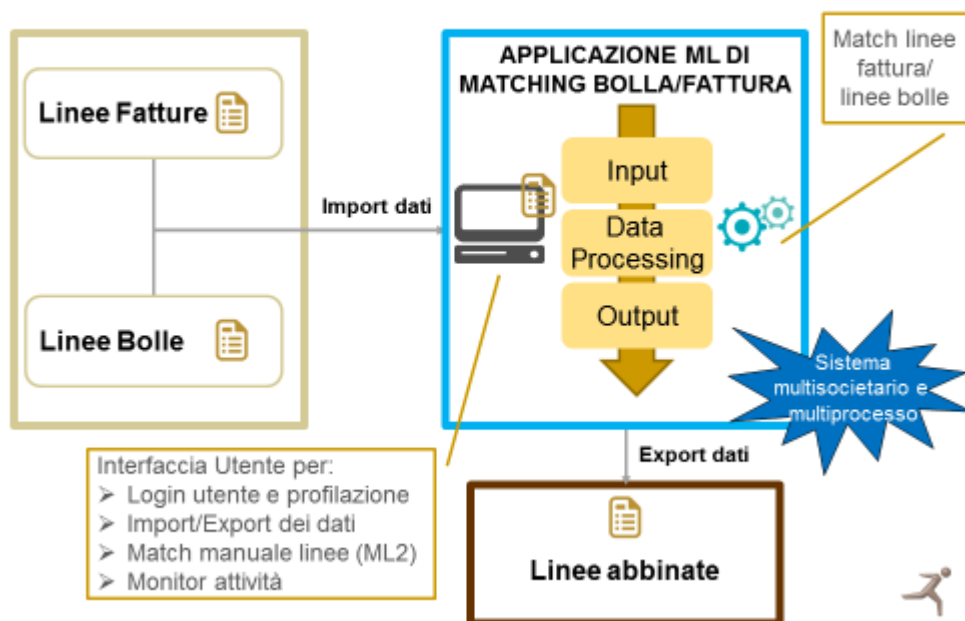 Linee Fatture
Linee Bolle
Import dati
APPLICAZIONE ML DI
MATCHING BOLLA/FATTURA
Input
Data
Processing
Output
Match linee
fattura/
linee bolle
Sistema
multisocietario e
multiprocesso
Interfaccia Utente per:
➤ Login utente e profilazione
➤ Import/Export dei dati
➤ Match manuale linee (ML2)
➤ Monitor attività
Export dati
Linee abbinate